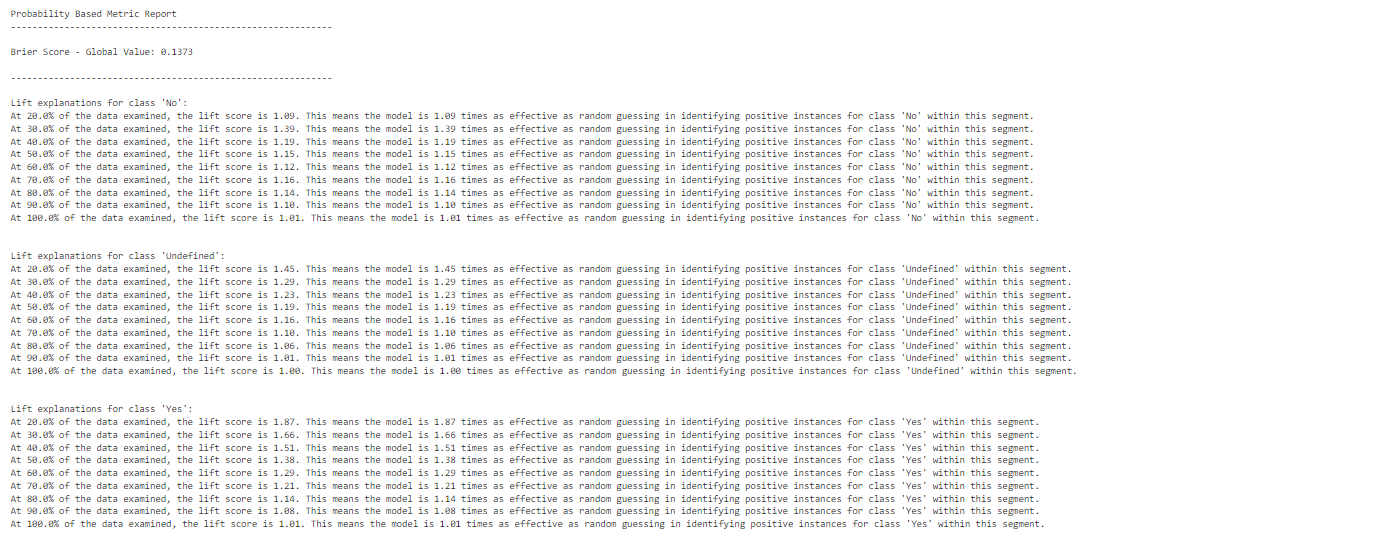 Probability Based Metric Report
------------------------------------------------------------
Brier Score - Global Value: 0.1373
------------------------------------------------------------
Lift explanations for class 'No':
At 20.0% of the data examined, the lift score is 1.09. This means the model is 1.09 times as effective as random guessing in identifying positive instances for class 'No' within this segment.
At 30.0% of the data examined, the lift score is 1.39. This means the model is 1.39 times as effective as random guessing in identifying positive instances for class 'No' within this segment.
At 40.0% of the data examined, the lift score is 1.19. This means the model is 1.19 times as effective as random guessing in identifying positive instances for class 'No' within this segment.
At 50.0% of the data examined, the lift score is 1.15. This means the model is 1.15 times as effective as random guessing in identifying positive instances for class 'No' within this segment.
At 60.0% of the data examined, the lift score is 1.12. This means the model is 1.12 times as effective as random guessing in identifying positive instances for class 'No' within this segment.
At 70.0% of the data examined, the lift score is 1.16. This means the model is 1.16 times as effective as random guessing in identifying positive instances for class 'No' within this segment.
At 80.0% of the data examined, the lift score is 1.14. This means the model is 1.14 times as effective as random guessing in identifying positive instances for class 'No' within this segment.
At 90.0% of the data examined, the lift score is 1.10. This means the model is 1.10 times as effective as random guessing in identifying positive instances for class 'No' within this segment.
At 100.0% of the data examined, the lift score is 1.01. This means the model is 1.01 times as effective as random guessing in identifying positive instances for class 'No' within this segment.
Lift explanations for class 'Undefined':
At 20.0% of the data examined, the lift score is 1.45. This means the model is 1.45 times as effective as random guessing in identifying positive instances for class 'Undefined' within this segment.
At 30.0% of the data examined, the lift score is 1.29. This means the model is 1.29 times as effective as random guessing in identifying positive instances for class 'Undefined' within this segment.
At 40.0% of the data examined, the lift score is 1.23. This means the model is 1.23 times as effective as random guessing in identifying positive instances for class 'Undefined' within this segment.
At 50.0% of the data examined, the lift score is 1.19. This means the model is 1.19 times as effective as random guessing in identifying positive instances for class 'Undefined' within this segment.
At 60.0% of the data examined, the lift score is 1.16. This means the model is 1.16 times as effective as random guessing in identifying positive instances for class 'Undefined' within this segment.
At 70.0% of the data examined, the lift score is 1.10. This means the model is 1.10 times as effective as random guessing in identifying positive instances for class 'Undefined' within this segment.
At 80.0% of the data examined, the lift score is 1.06. This means the model is 1.06 times as effective as random guessing in identifying positive instances for class 'Undefined' within this segment.
At 90.0% of the data examined, the lift score is 1.01. This means the model is 1.01 times as effective as random guessing in identifying positive instances for class 'Undefined' within this segment.
At 100.0% of the data examined, the lift score is 1.00. This means the model is 1.00 times as effective as random guessing in identifying positive instances for class 'Undefined' within this segment.
Lift explanations for class 'Yes':
At 20.0% of the data examined, the lift score is 1.87. This means the model is 1.87 times as effective as random guessing in identifying positive instances for class 'Yes' within this segment.
At 30.0% of the data examined, the lift score is 1.66. This means the model is 1.66 times as effective as random guessing in identifying positive instances for class 'Yes' within this segment.
At 40.0% of the data examined, the lift score is 1.51. This means the model is 1.51 times as effective as random guessing in identifying positive instances for class 'Yes' within this segment.
At 50.0% of the data examined, the lift score is 1.38. This means the model is 1.38 times as effective as random guessing in identifying positive instances for class 'Yes' within this segment.
At 60.0% of the data examined, the lift score is 1.29. This means the model is 1.29 times as effective as random guessing in identifying positive instances for class 'Yes' within this segment.
At 70.0% of the data examined, the lift score is 1.21. This means the model is 1.21 times as effective as random guessing in identifying positive instances for class 'Yes' within this segment.
At 80.0% of the data examined, the lift score is 1.14. This means the model is 1.14 times as effective as random guessing in identifying positive instances for class 'Yes' within this segment.
At 90.0% of the data examined, the lift score is 1.08. This means the model is 1.08 times as effective as random guessing in identifying positive instances for class 'Yes' within this segment.
At 100.0% of the data examined, the lift score is 1.01. This means the model is 1.01 times as effective as random guessing in identifying positive instances for class 'Yes' within this segment.